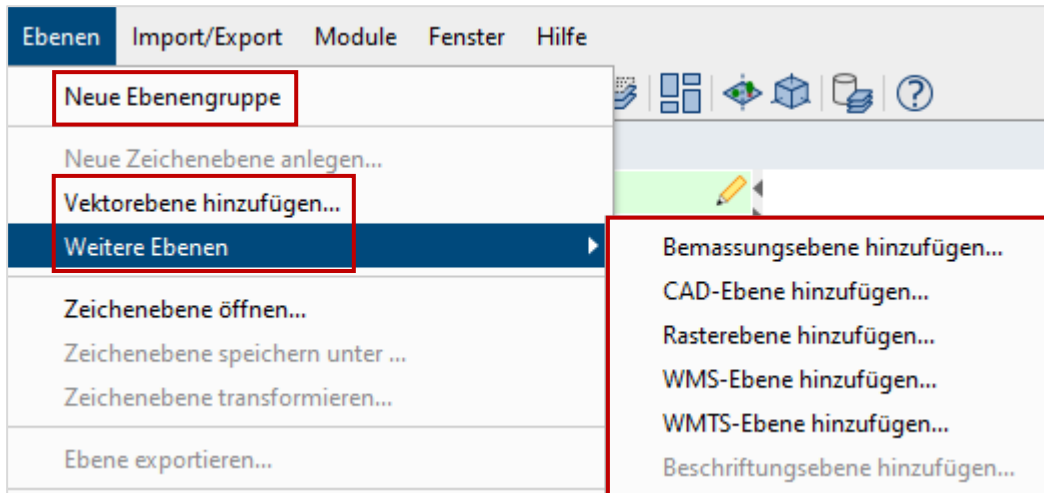 Ebenen Import/Export Module Fenster Hilfe
Neue Ebenengruppe
Neue Zeichenebene anlegen...
Vektorebene hinzufügen...
Weitere Ebenen
Zeichenebene öffnen...
Zeichenebene speichern unter ...
Zeichenebene transformieren...
Ebene exportieren...
Bemassungsebene hinzufügen...
CAD-Ebene hinzufügen...
Rasterebene hinzufügen...
WMS-Ebene hinzufügen...
WMTS-Ebene hinzufügen...
Beschriftungsebene hinzufügen...